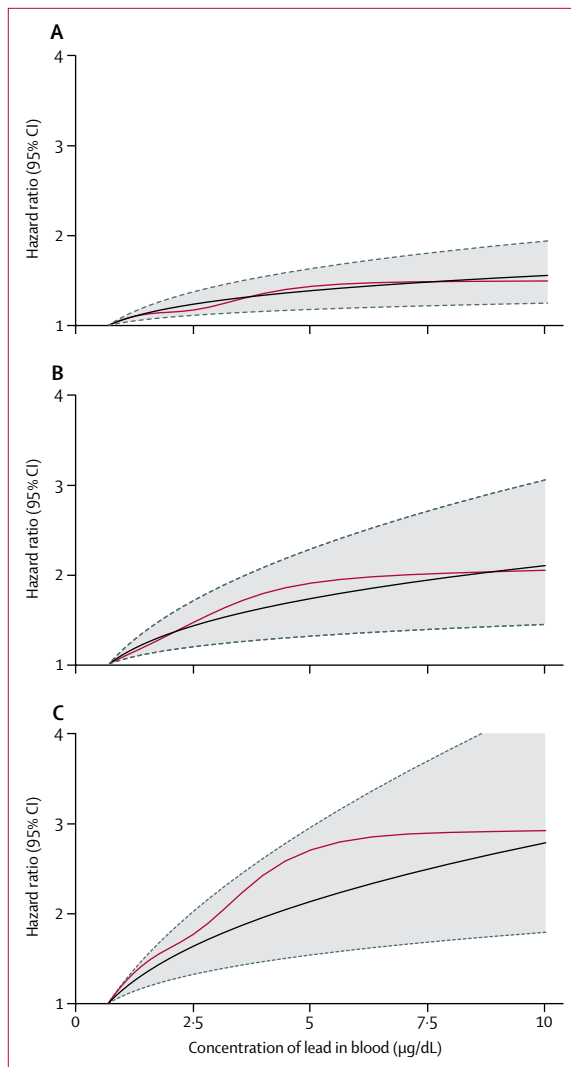 A
4
3
2
1
Hazard ratio (95% CI)
B
4
3
2
1
Hazard ratio (95% CI)
C
4
3
2
1
Hazard ratio (95% CI)
0 2·5 5 7·5 10
Concentration of lead in blood (µg/dL)